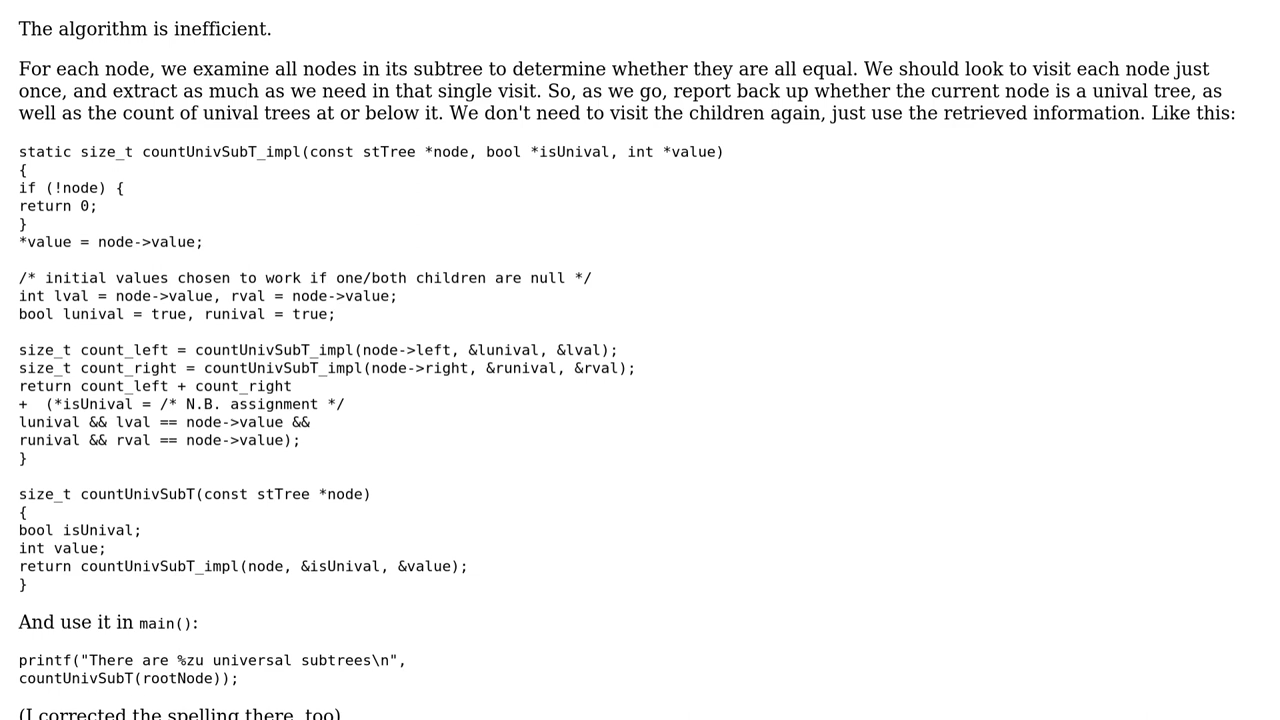 The algorithm is inefficient.
For each node, we examine all nodes in its subtree to determine whether they are all equal. We should look to visit each node just
once, and extract as much as we need in that single visit. So, as we go, report back up whether the current node is a unival tree, as
well as the count of unival trees at or below it. We don't need to visit the children again, just use the retrieved information. Like this:
static size_t countUnivSubT_impl(const stTree *node, bool *isUnival, int *value)
{
if (!node) {
return 0;
}
*value = node->value;
/* initial values chosen to work if one/both children are null */
int lval = node->value, rval = node->value;
bool lunival = true, runival = true;
size_t count_left = countUnivSubT_impl(node->left, &lunival, &lval);
size_t count_right = countUnivSubT_impl(node->right, &runival, &rval);
return count_left + count_right
+  (*isUnival = /* N.B. assignment */
lunival && lval == node->value &&
runival && rval == node->value);
}
size_t countUnivSubT(const stTree *node)
{
bool isUnival;
int value;
return countUnivSubT_impl(node, &isUnival, &value);
}
And use it in main():
printf("There are %zu universal subtrees\n",
countUnivSubT(rootNode));
(I corrected the spelling there, too)